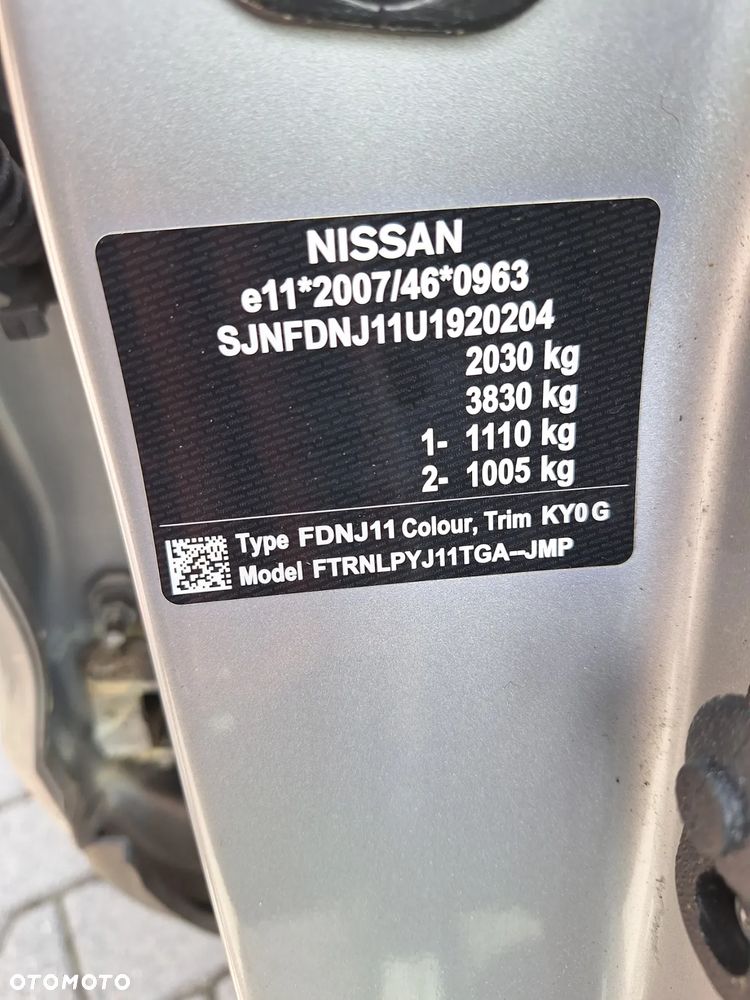 NISSAN
e11*2007/46*0963
SJNFDNJ11U1920204
2030 kg
3830 kg
1- 1110 kg
2- 1005 kg
Type FDNJ11 Colour, Trim KY0 G
Model FTRNLPYJ11TGA-JMP
OTOMOTO